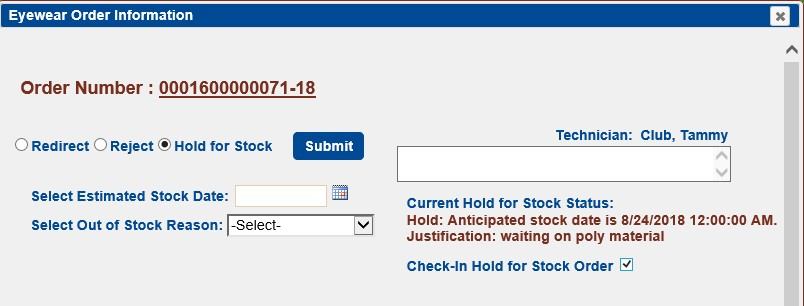 Eyewear Order Information
Order Number : 0001600000071-18
Redirect Reject Hold for Stock Submit
Technician: Club, Tammy
Select Estimated Stock Date:
Select Out of Stock Reason: -Select-
Current Hold for Stock Status:
Hold: Anticipated stock date is 8/24/2018 12:00:00 AM.
Justification: waiting on poly material
Check-In Hold for Stock Order